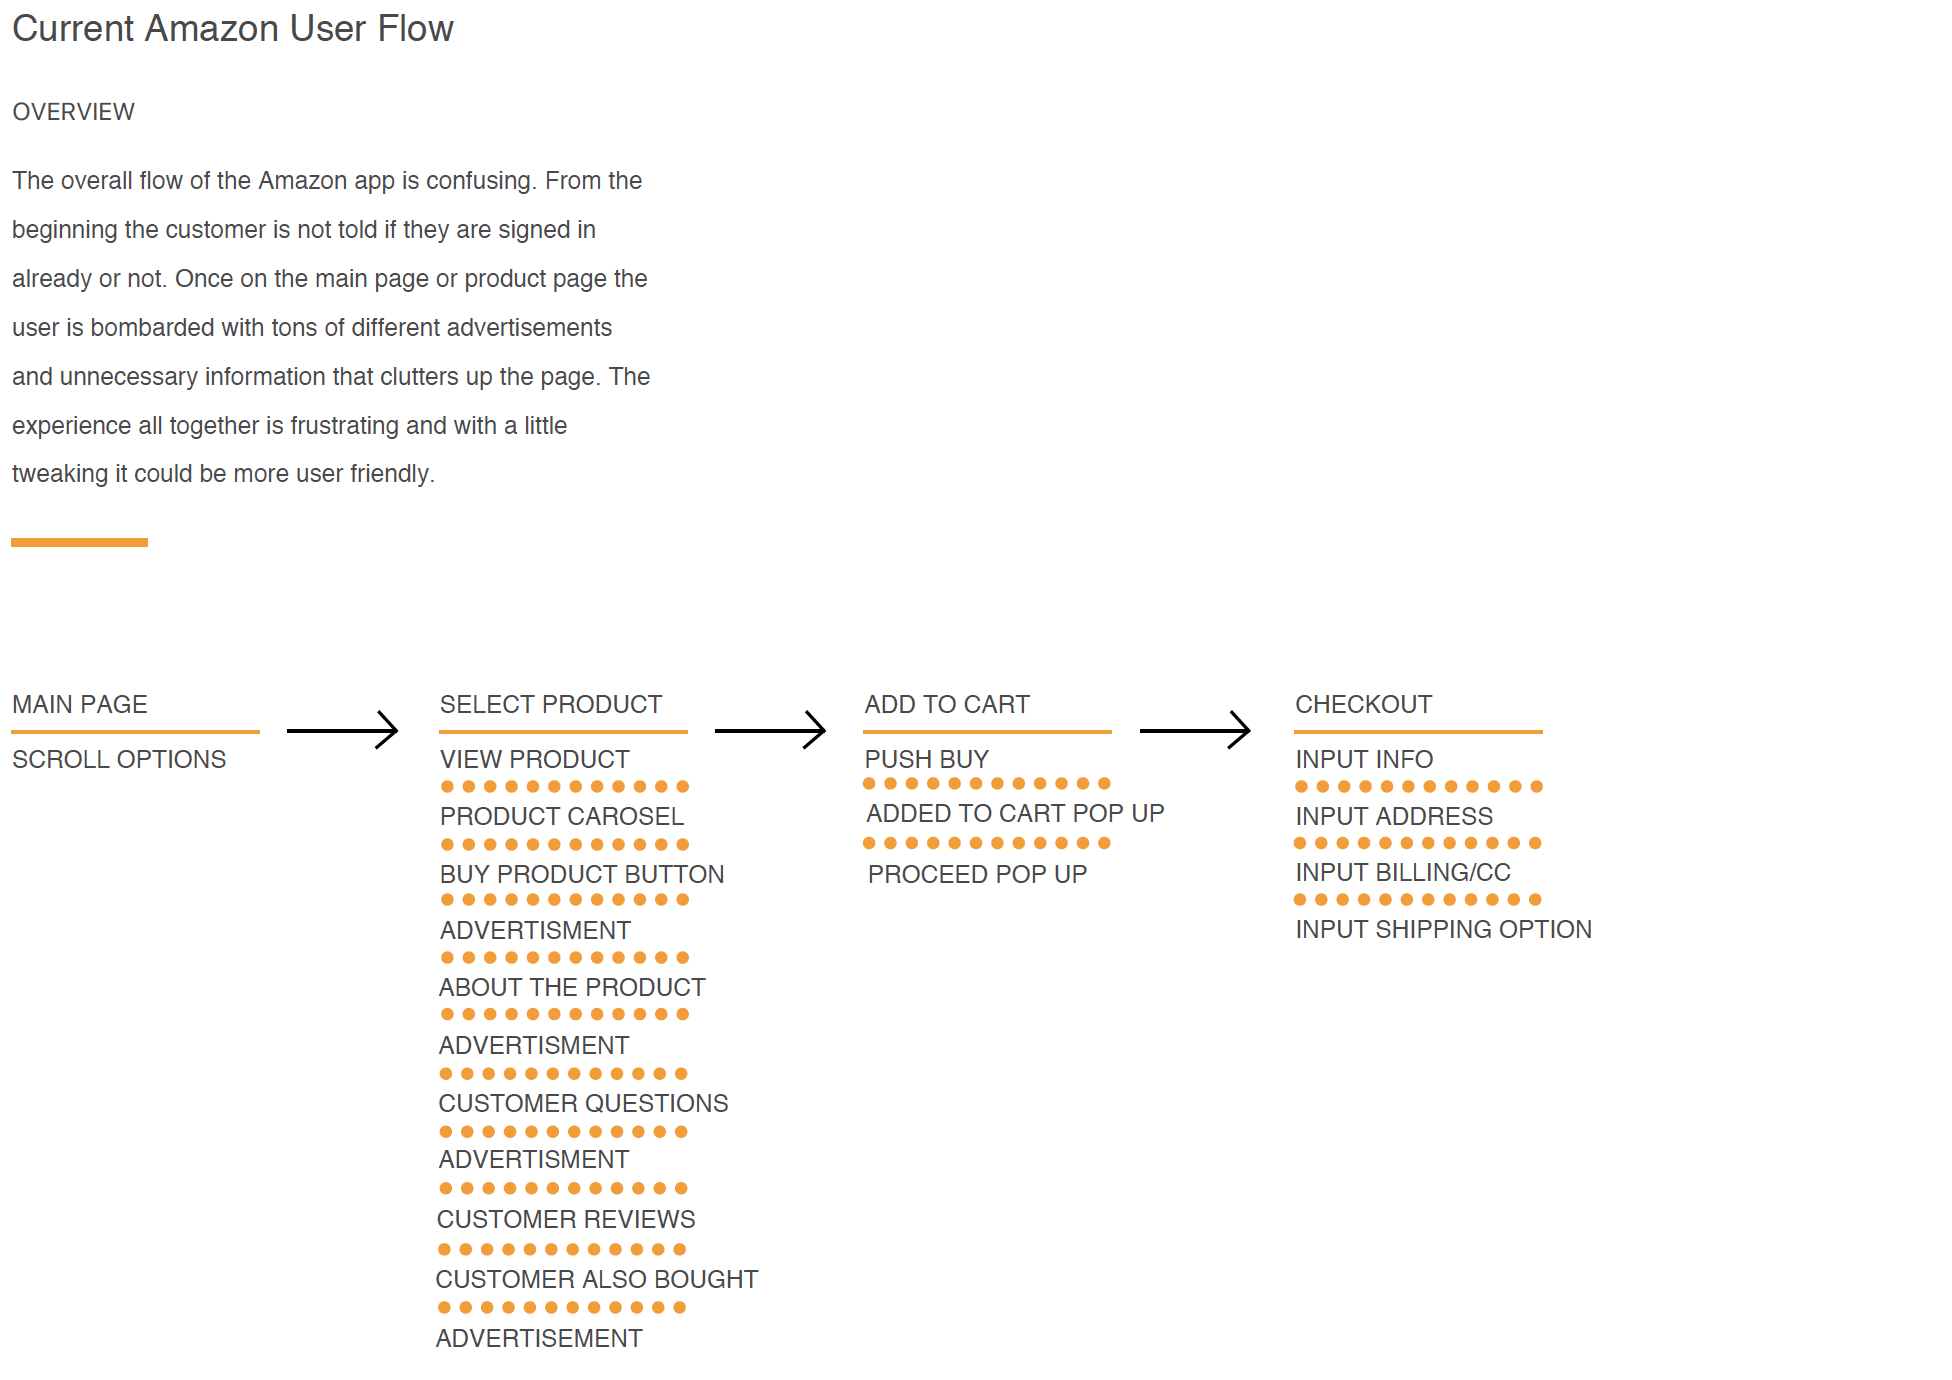 Current Amazon User Flow
OVERVIEW
The overall flow of the Amazon app is confusing. From the
beginning the customer is not told if they are signed in
already or not. Once on the main page or product page the
user is bombarded with tons of different advertisements
and unnecessary information that clutters up the page. The
experience all together is frustrating and with a little
tweaking it could be more user friendly.
MAIN PAGE
SCROLL OPTIONS
SELECT PRODUCT
VIEW PRODUCT
PRODUCT CAROSEL
BUY PRODUCT BUTTON
ADVERTISMENT
ABOUT THE PRODUCT
ADVERTISMENT
CUSTOMER QUESTIONS
ADVERTISMENT
CUSTOMER REVIEWS
CUSTOMER ALSO BOUGHT
ADVERTISEMENT
ADD TO CART
PUSH BUY
ADDED TO CART POP UP
PROCEED POP UP
CHECKOUT
INPUT INFO
INPUT ADDRESS
INPUT BILLING/CC
INPUT SHIPPING OPTION